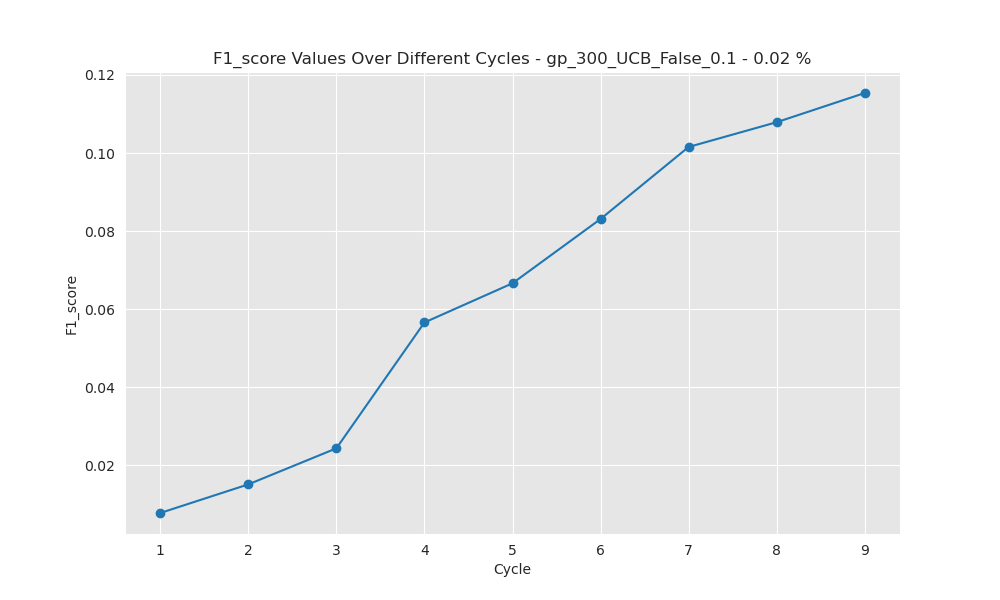 F1_score Values Over Different Cycles - gp_300_UCB_False_0.1 - 0.02 %
0.12
0.10
0.08
0.06
0.04
0.02
F1_score
1 2 3 4 5 6 7 8 9
Cycle